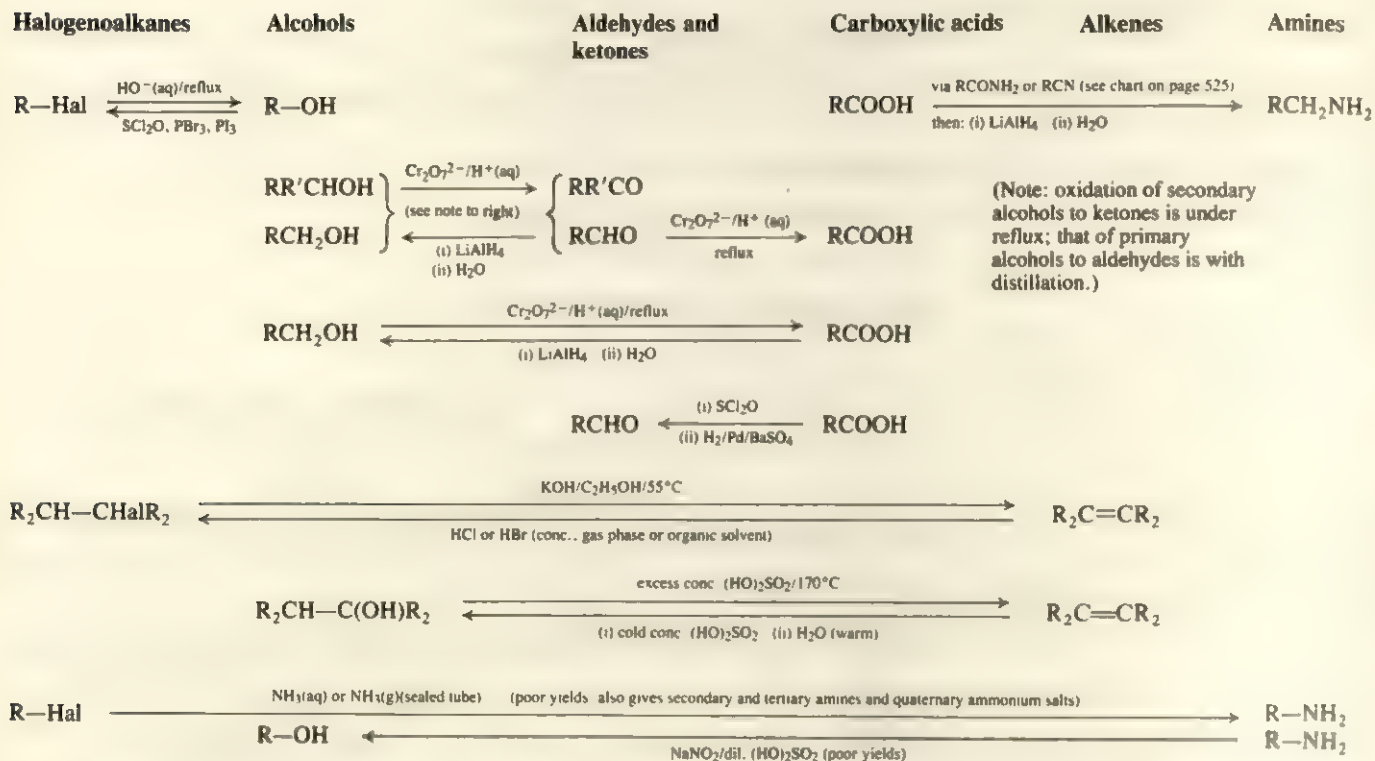 Halogenoalkanes Alcohols Aldehydes and ketones Carboxylic acids Alkenes Amines
R—Hal HO⁻(aq)/reflux R—OH
SCl₂O, PBr₃, PI₃
RCOOH via RCONH₂ or RCN (see chart on page 525) RCH₂NH₂
then: (i) LiAlH₄ (ii) H₂O
RR'CHOH Cr₂O₇²⁻/H⁺(aq) RR'CO
(see note to right)
RCH₂OH (i) LiAlH₄ RCHO Cr₂O₇²⁻/H⁺ (aq) RCOOH
(ii) H₂O reflux
(Note: oxidation of secondary
alcohols to ketones is under
reflux; that of primary
alcohols to aldehydes is with
distillation.)
RCH₂OH Cr₂O₇²⁻/H⁺(aq)/reflux RCOOH
(i) LiAlH₄ (ii) H₂O
RCHO (i) SCl₂O RCOOH
(ii) H₂/Pd/BaSO₄
R₂CH—CHalR₂ KOH/C₂H₅OH/55°C R₂C=CR₂
HCl or HBr (conc., gas phase or organic solvent)
R₂CH—C(OH)R₂ excess conc (HO)₂SO₂/170°C R₂C=CR₂
(i) cold conc (HO)₂SO₂ (ii) H₂O (warm)
R—Hal NH₃(aq) or NH₃(g)(sealed tube) (poor yields also gives secondary and tertiary amines and quaternary ammonium salts) R—NH₂
R—OH NaNO₂/dil. (HO)₂SO₂ (poor yields) R—NH₂